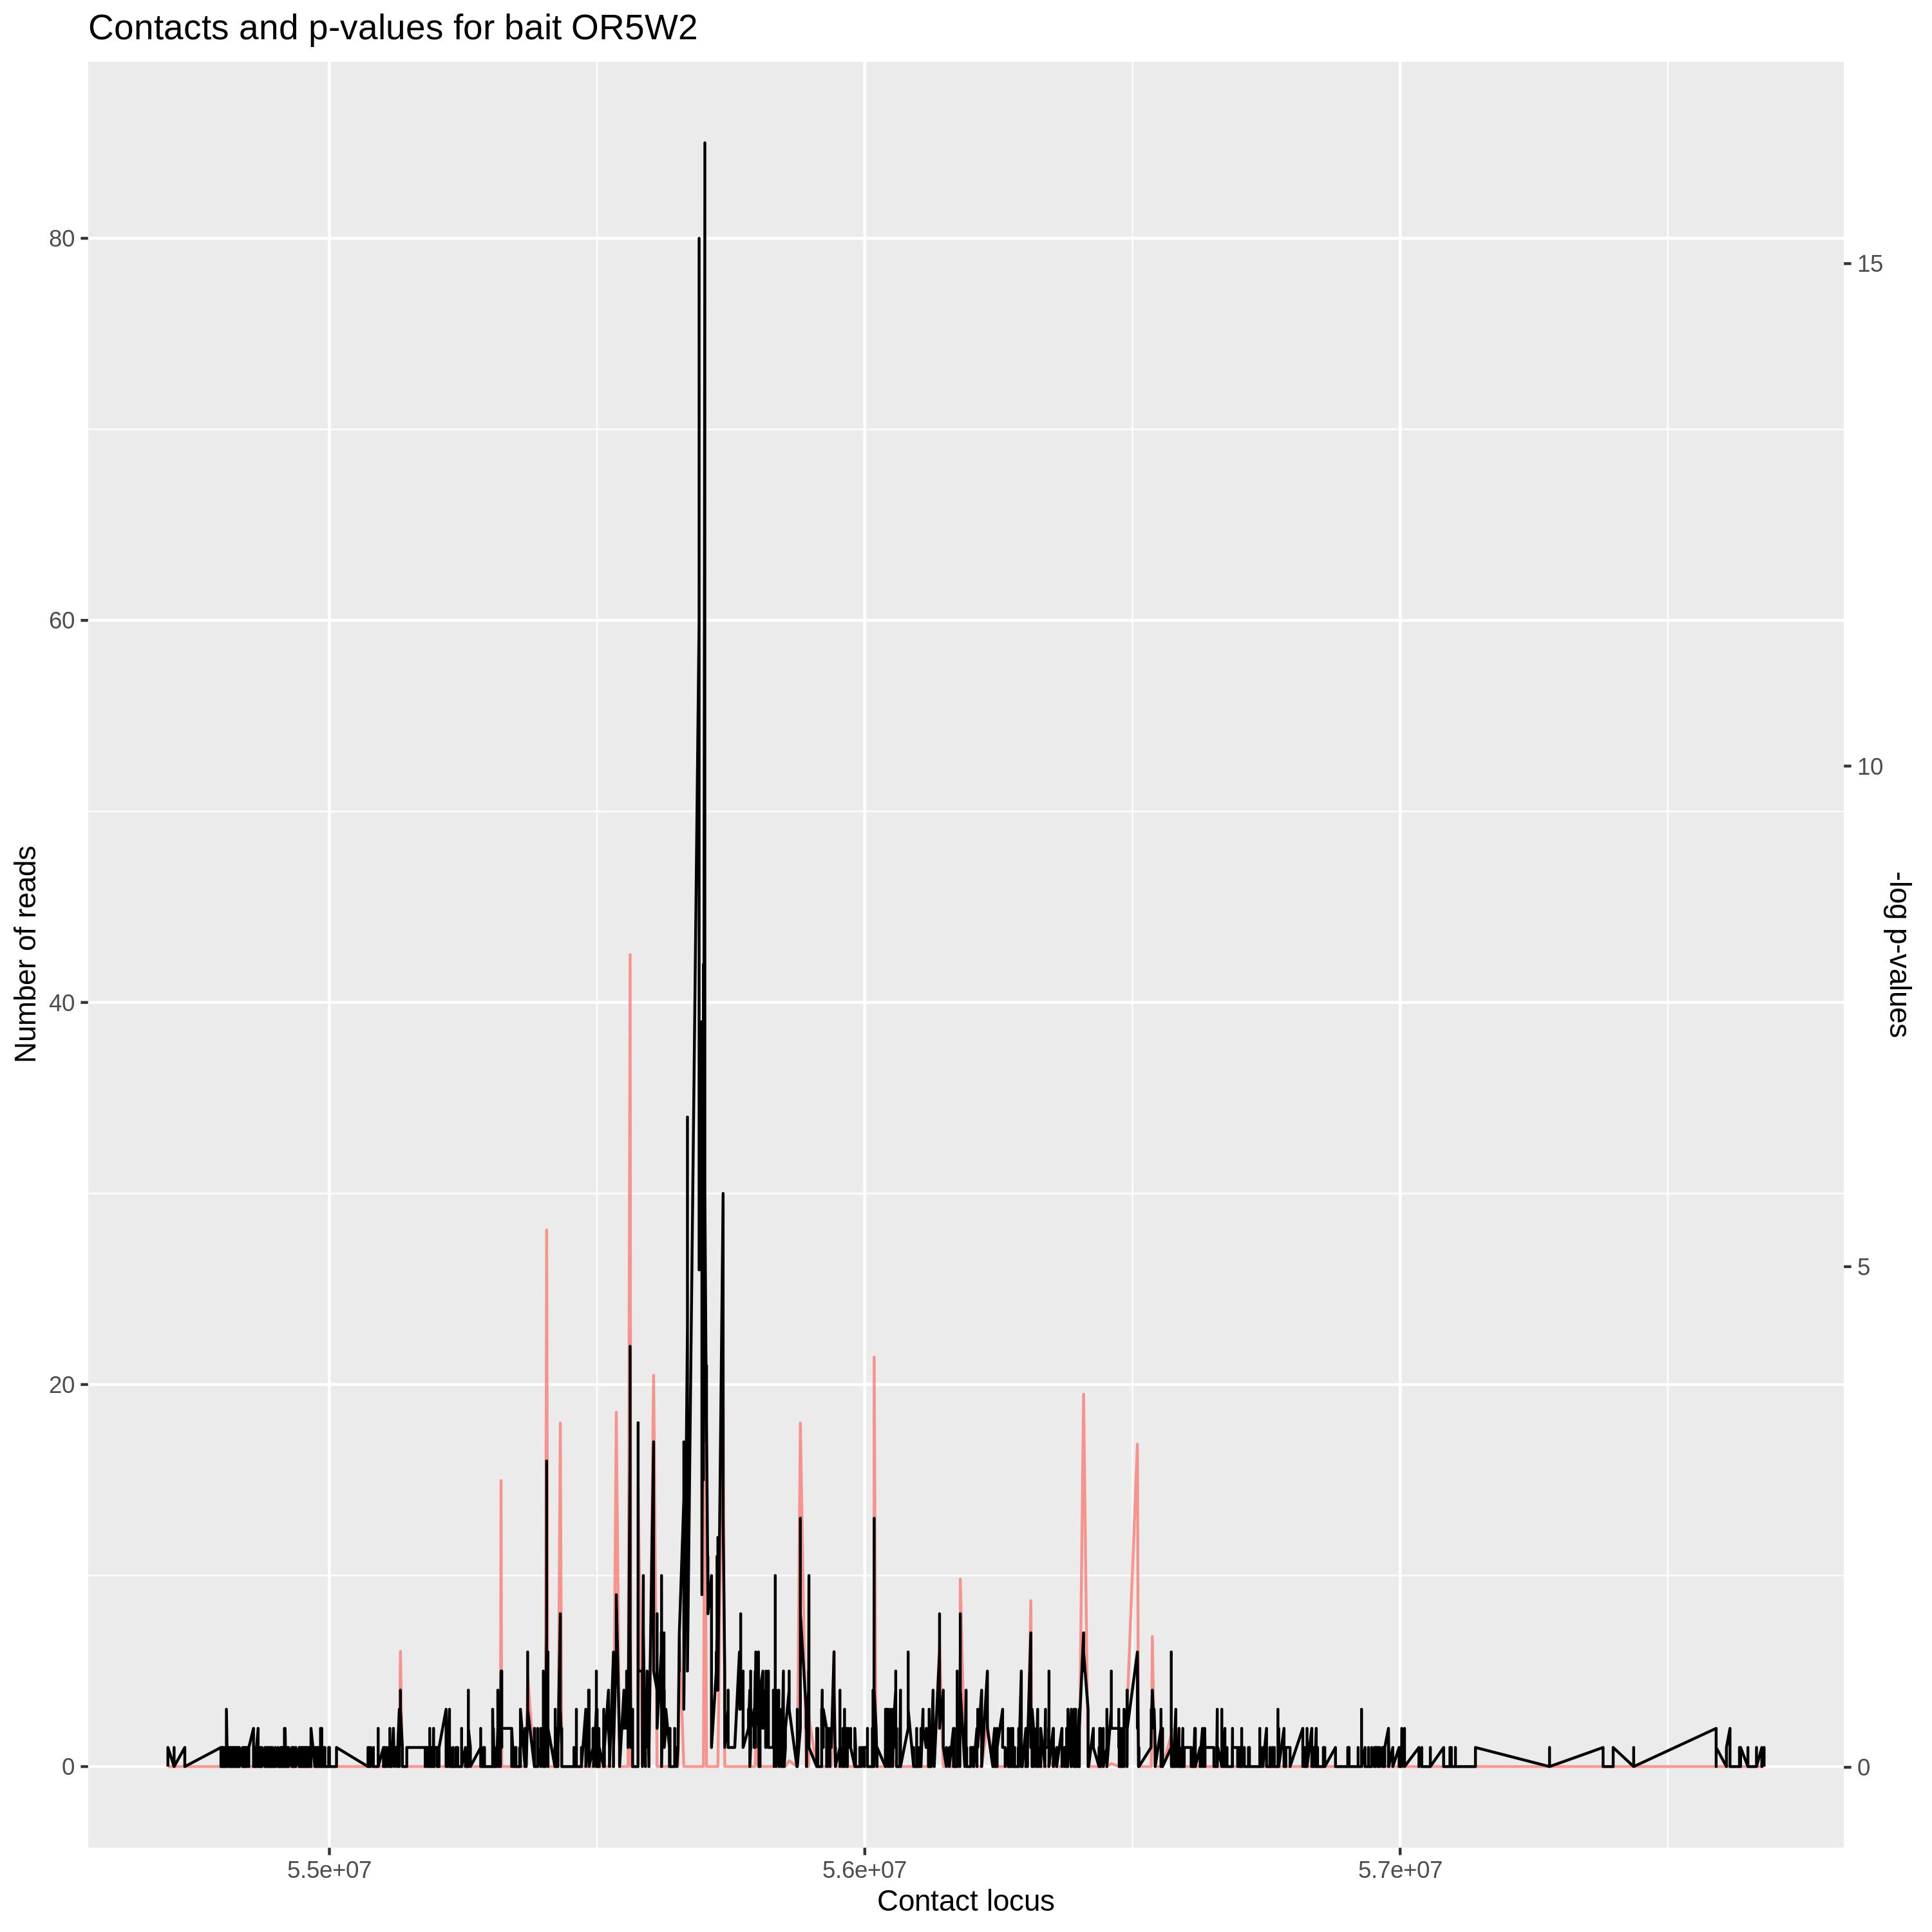 Contacts and p-values for bait OR5W2
80
60
40
20
0
15
10
5
0
Number of reads
-log p-values
5.5e+07
5.6e+07
5.7e+07
Contact locus